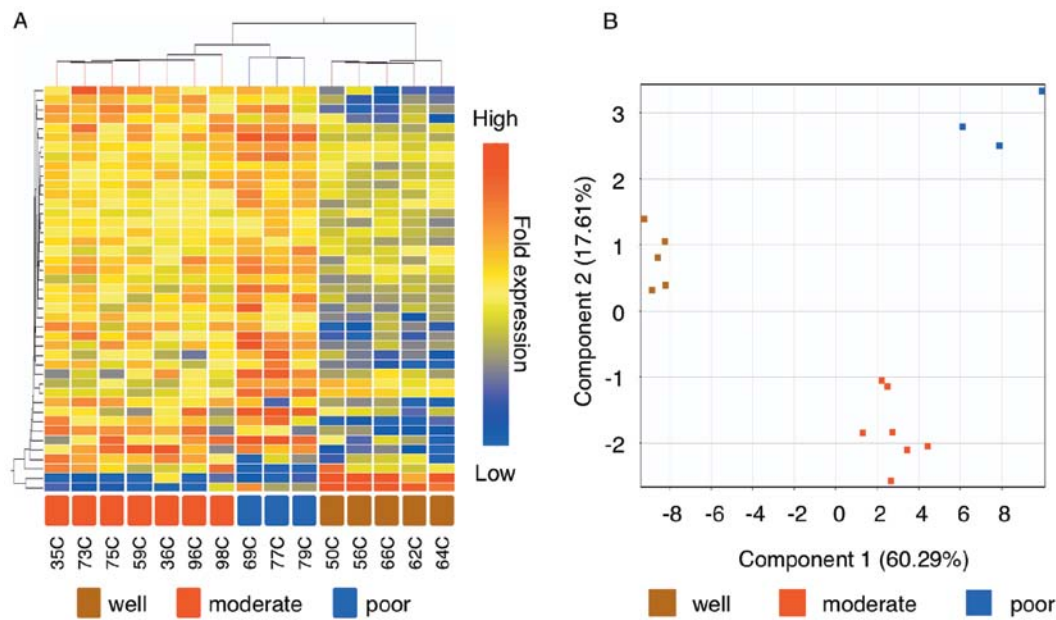 A
High
Fold expression
Low
35C 73C 75C 59C 36C 96C 98C 69C 77C 79C 50C 56C 66C 62C 64C
well moderate poor
B
3
2
1
0
-1
-2
Component 2 (17.61%)
-8 -6 -4 -2 0 2 4 6 8
Component 1 (60.29%)
well moderate poor